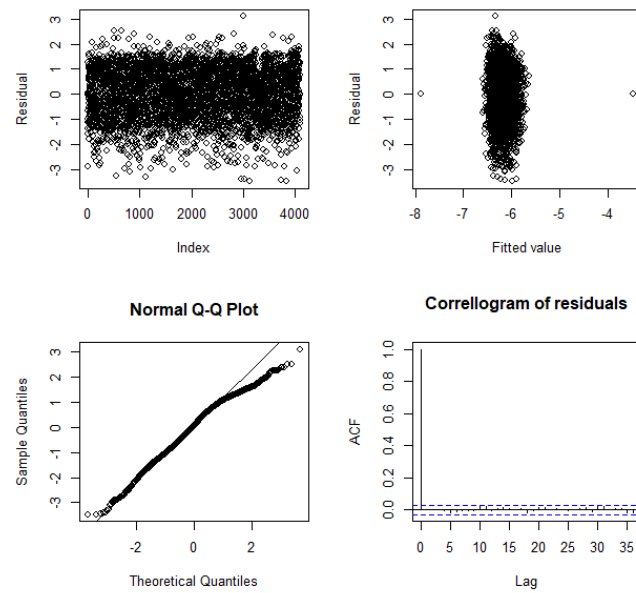 Residual
3
2
1
0
-1
-2
-3
0 1000 2000 3000 4000
Index
Residual
3
2
1
0
-1
-2
-3
-8 -7 -6 -5 -4
Fitted value
Normal Q-Q Plot
Sample Quantiles
3
2
1
0
-1
-2
-3
-2 0 2
Theoretical Quantiles
Correllogram of residuals
ACF
1.0
0.8
0.6
0.4
0.2
0.0
0 5 10 15 20 25 30 35
Lag